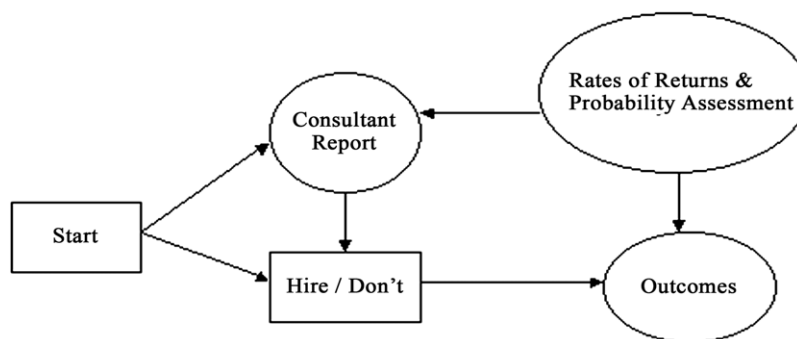 Rates of Returns &
Probability Assessment
Consultant
Report
Start
Hire / Don't
Outcomes